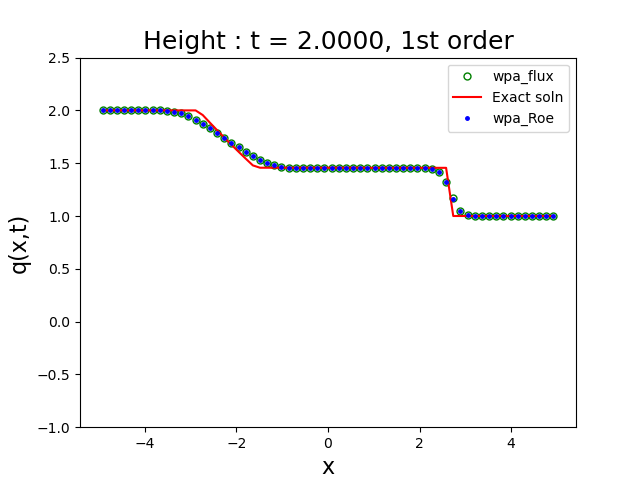 Height : t = 2.0000, 1st order
q(x,t)
2.5
2.0
1.5
1.0
0.5
0.0
−0.5
−1.0
wpa_flux
Exact soln
wpa_Roe
−4
−2
0
2
4
x